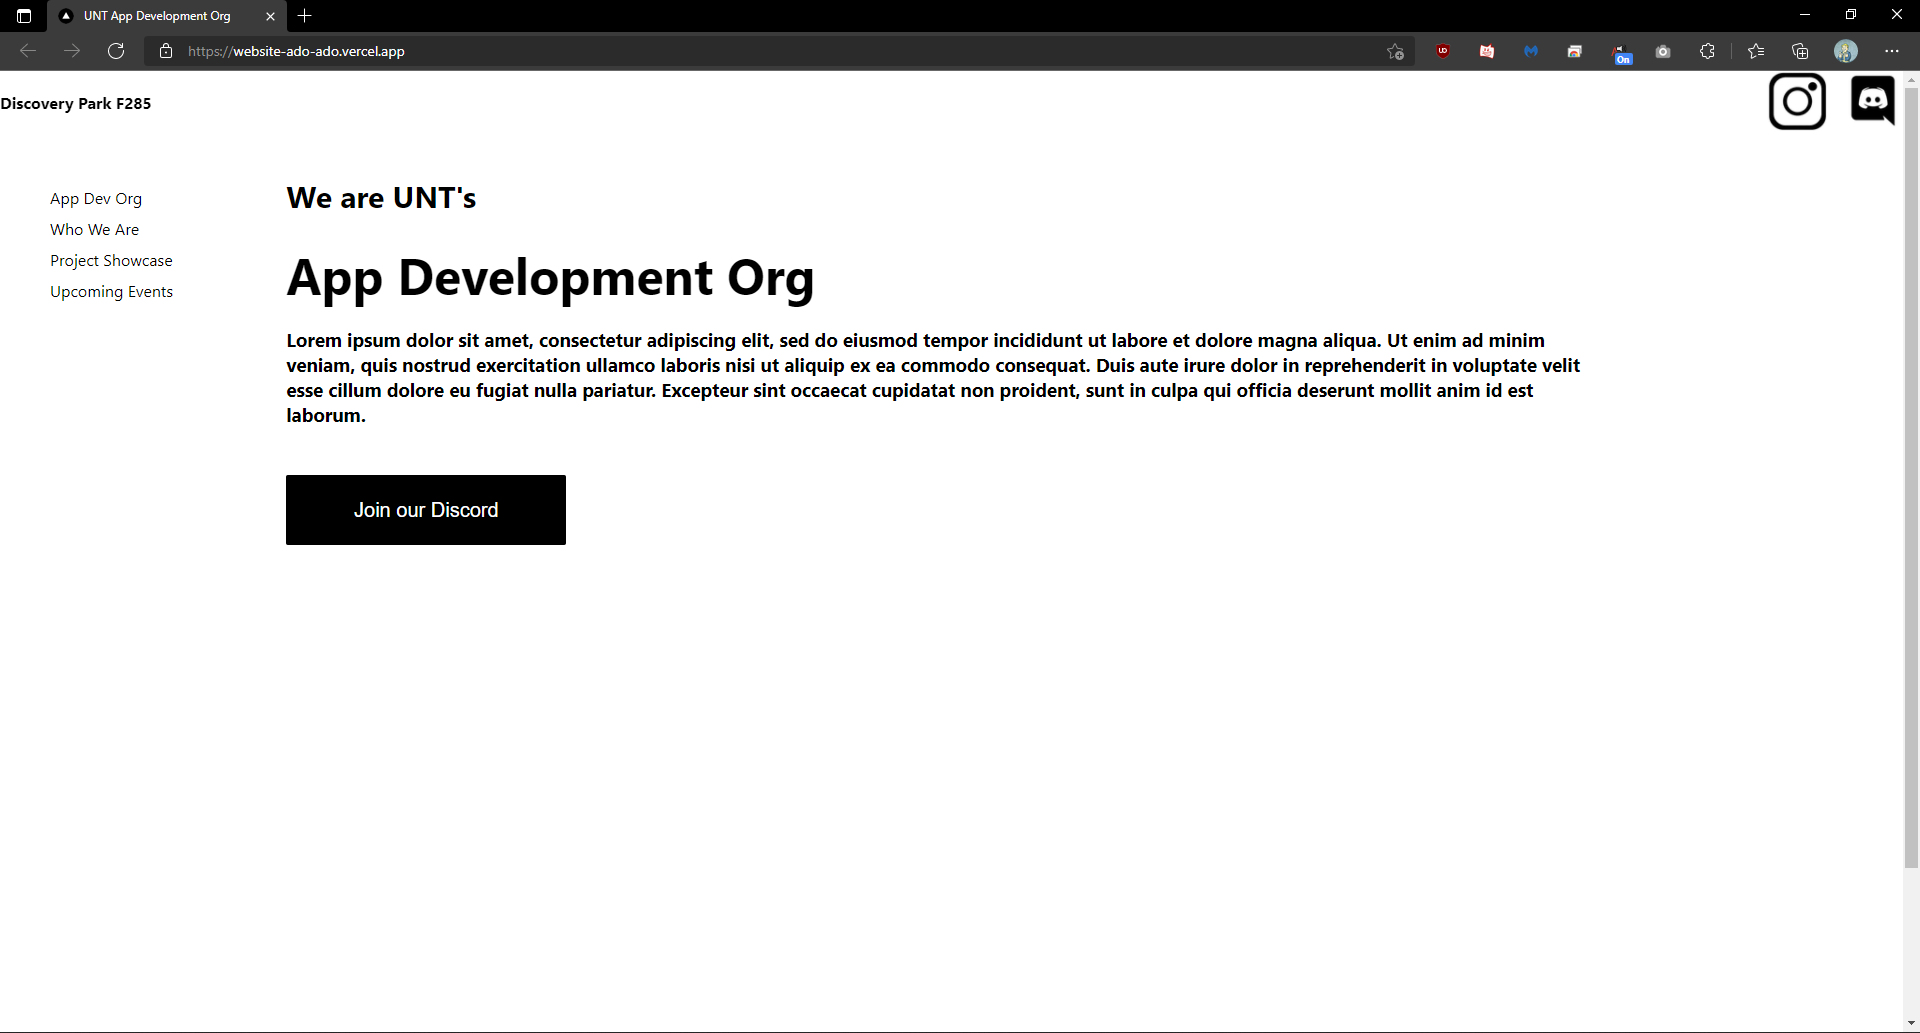 UNT App Development Org
https://website-ado-ado.vercel.app
UD
On
Discovery Park F285
App Dev Org
Who We Are
Project Showcase
Upcoming Events
We are UNT's
App Development Org
Lorem ipsum dolor sit amet, consectetur adipiscing elit, sed do eiusmod tempor incididunt ut labore et dolore magna aliqua. Ut enim ad minim
veniam, quis nostrud exercitation ullamco laboris nisi ut aliquip ex ea commodo consequat. Duis aute irure dolor in reprehenderit in voluptate velit
esse cillum dolore eu fugiat nulla pariatur. Excepteur sint occaecat cupidatat non proident, sunt in culpa qui officia deserunt mollit anim id est
laborum.
Join our Discord